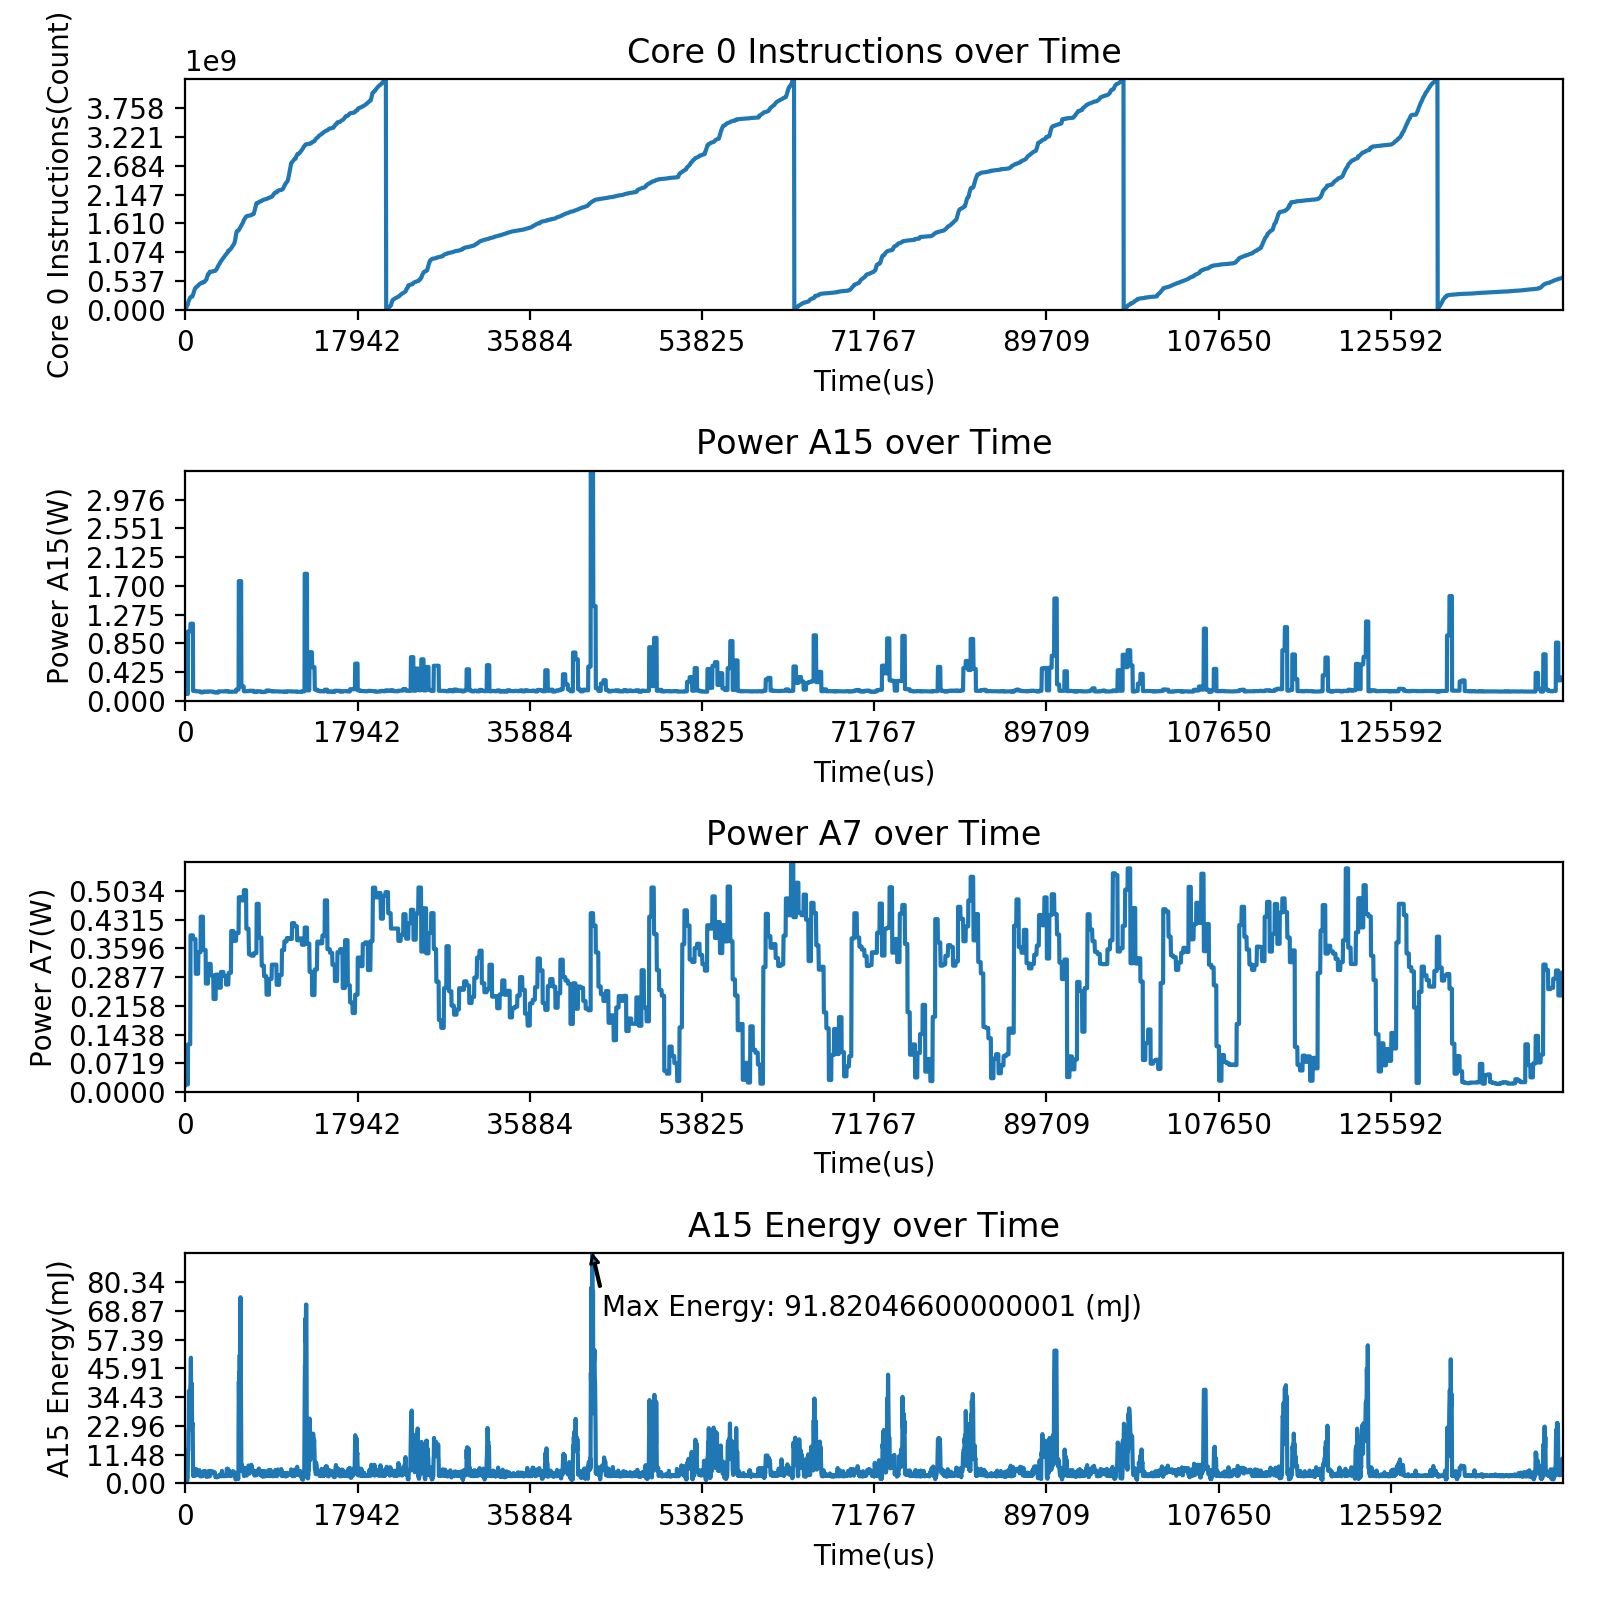 Core 0 Instructions over Time
1e9
Core 0 Instructions(Count)
3.758
3.221
2.684
2.147
1.610
1.074
0.537
0.000
0 17942 35884 53825 71767 89709 107650 125592
Time(us)
Power A15 over Time
Power A15(W)
2.976
2.551
2.125
1.700
1.275
0.850
0.425
0.000
0 17942 35884 53825 71767 89709 107650 125592
Time(us)
Power A7 over Time
Power A7(W)
0.5034
0.4315
0.3596
0.2877
0.2158
0.1438
0.0719
0.0000
0 17942 35884 53825 71767 89709 107650 125592
Time(us)
A15 Energy over Time
A15 Energy(mJ)
80.34
68.87
57.39
45.91
34.43
22.96
11.48
0.00
Max Energy: 91.82046600000001 (mJ)
0 17942 35884 53825 71767 89709 107650 125592
Time(us)